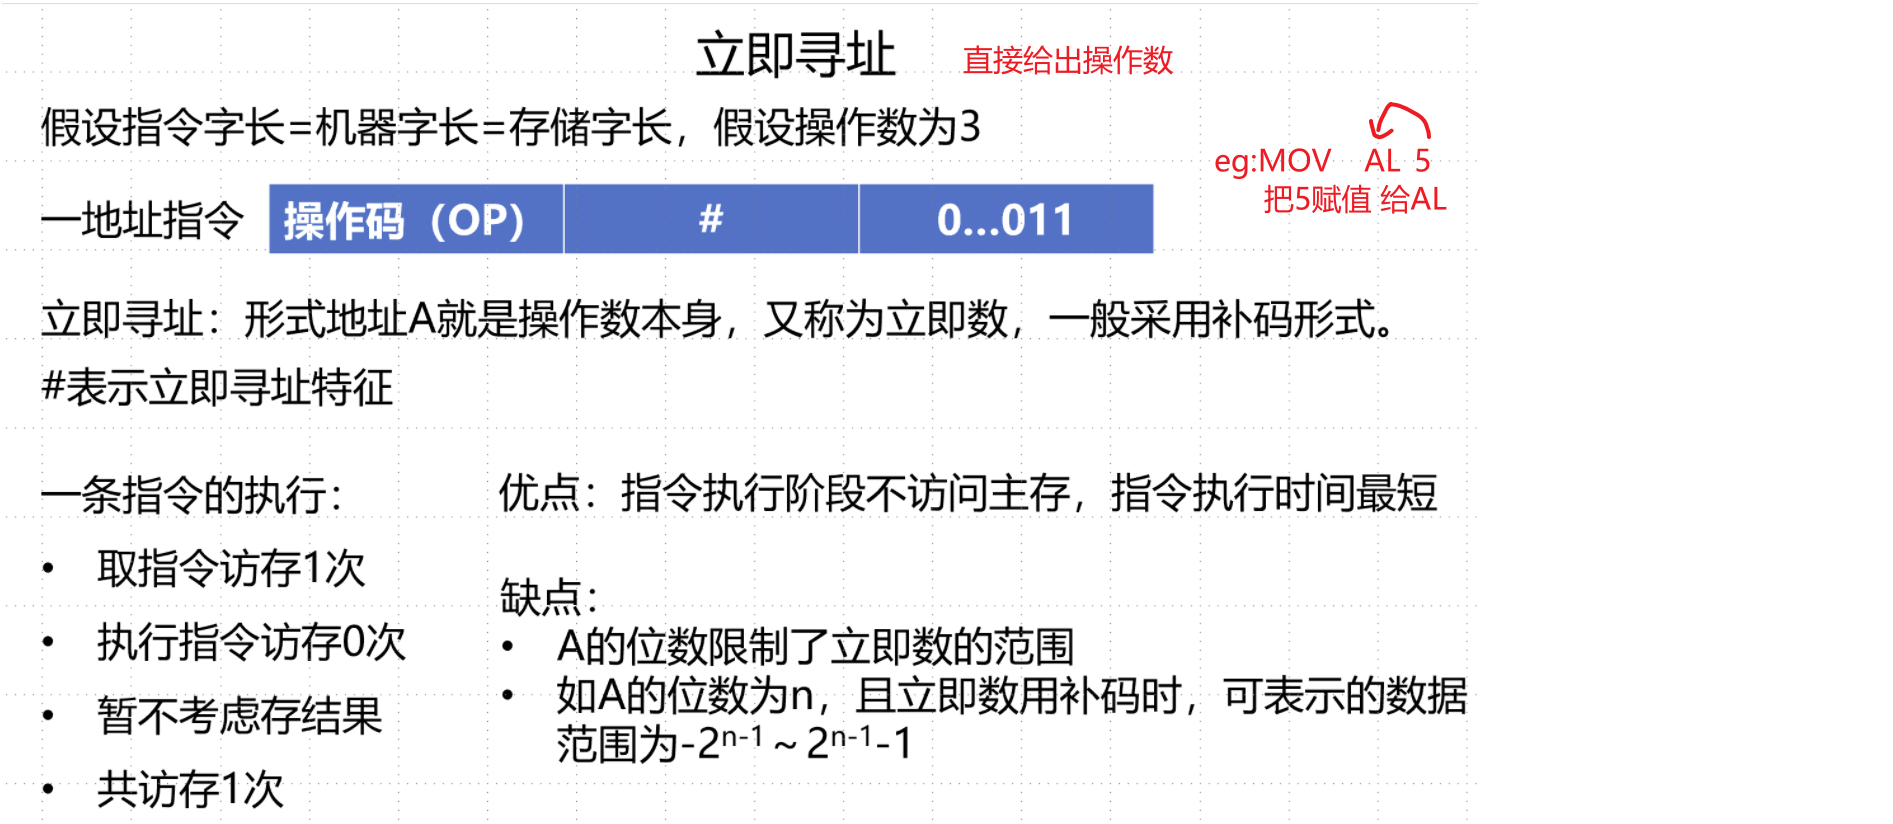 立即寻址 直接给出操作数
假设指令字长=机器字长=存储字长，假设操作数为3
eg:MOV AL 5
把5赋值 给AL
一地址指令 操作码（OP） # 0...011
立即寻址：形式地址A就是操作数本身，又称为立即数，一般采用补码形式。
#表示立即寻址特征
一条指令的执行：
• 取指令访存1次
• 执行指令访存0次
• 暂不考虑存结果
• 共访存1次
优点：指令执行阶段不访问主存，指令执行时间最短
缺点：
• A的位数限制了立即数的范围
• 如A的位数为n，且立即数用补码时，可表示的数据
范围为-2ⁿ⁻¹ ~ 2ⁿ⁻¹-1